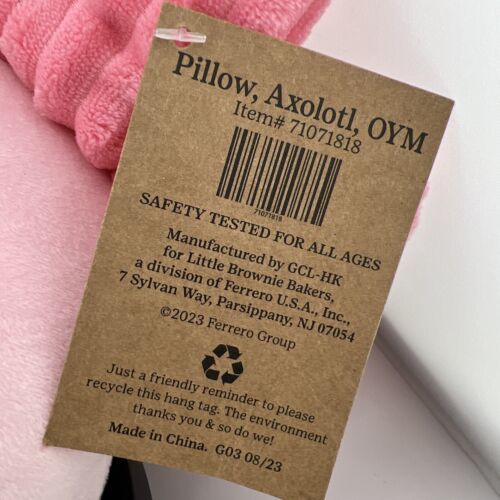 Pillow, Axolotl, OYM
Item# 71071818
71071818
SAFETY TESTED FOR ALL AGES
Manufactured by GCL-HK
for Little Brownie Bakers,
a division of Ferrero U.S.A., Inc.,
7 Sylvan Way, Parsippany, NJ 07054
©2023 Ferrero Group
Just a friendly reminder to please
recycle this hang tag. The environment
thanks you & so do we!
Made in China. G03 08/23